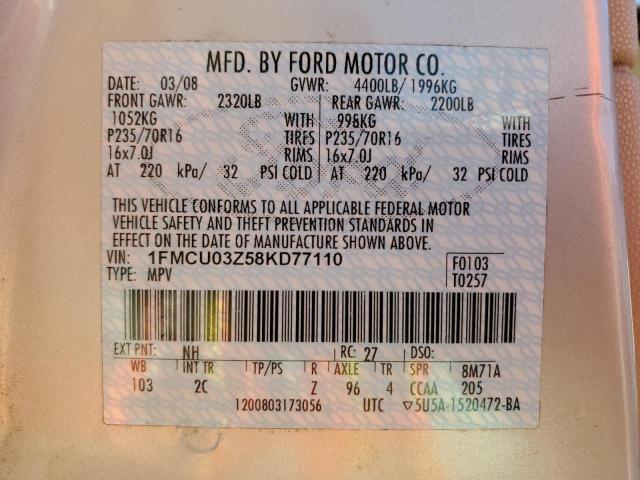 MFD. BY FORD MOTOR CO.
DATE: 03/08 GVWR: 4400LB/ 1996KG
FRONT GAWR: 2320LB REAR GAWR: 2200LB
1052KG WITH 998KG WITH
P235/70R16 TIRES P235/70R16 TIRES
16x7.0J RIMS 16x7.0J RIMS
AT 220 kPa/ 32 PSI COLD AT 220 kPa/ 32 PSI COLD
THIS VEHICLE CONFORMS TO ALL APPLICABLE FEDERAL MOTOR
VEHICLE SAFETY AND THEFT PREVENTION STANDARDS IN
EFFECT ON THE DATE OF MANUFACTURE SHOWN ABOVE.
VIN: 1FMCU03Z58KD77110 F0103
TYPE: MPV T0257
EXT PNT: NH RC: 27 DSO:
WB INT TR TP/PS R AXLE TR SPR 8M71A
103 2C Z 96 4 CCAA 205
1200803173056 UTC ▽5U5A-1520472-BA